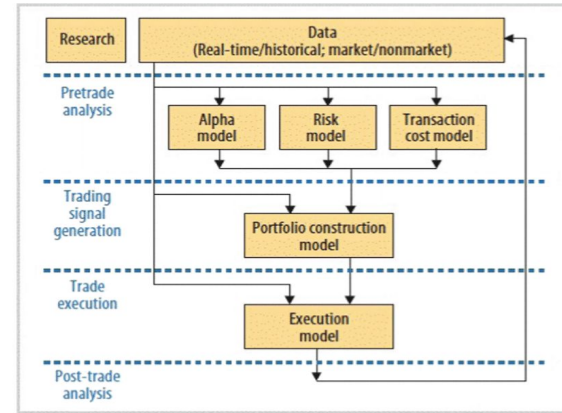 Research
Data
(Real-time/historical; market/nonmarket)
Pretrade
analysis
Alpha
model
Risk
model
Transaction
cost model
Trading
signal
generation
Portfolio construction
model
Trade
execution
Execution
model
Post-trade
analysis